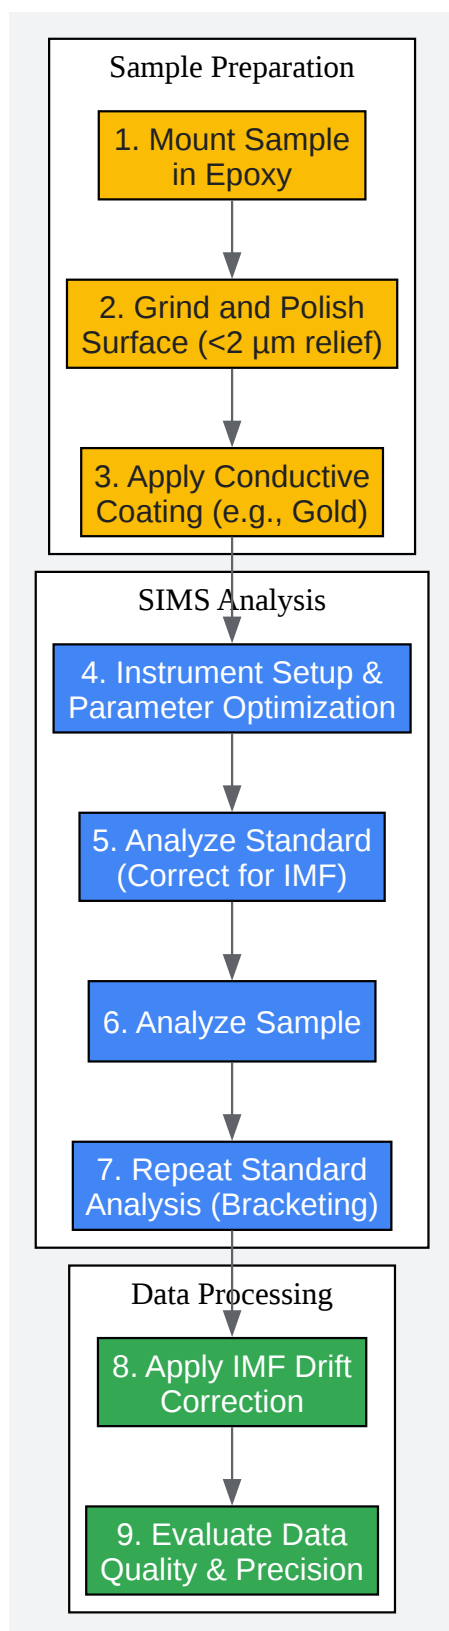 Sample Preparation
1. Mount Sample
in Epoxy
2. Grind and Polish
Surface (<2 µm relief)
3. Apply Conductive
Coating (e.g., Gold)
SIMS Analysis
4. Instrument Setup &
Parameter Optimization
5. Analyze Standard
(Correct for IMF)
6. Analyze Sample
7. Repeat Standard
Analysis (Bracketing)
Data Processing
8. Apply IMF Drift
Correction
9. Evaluate Data
Quality & Precision